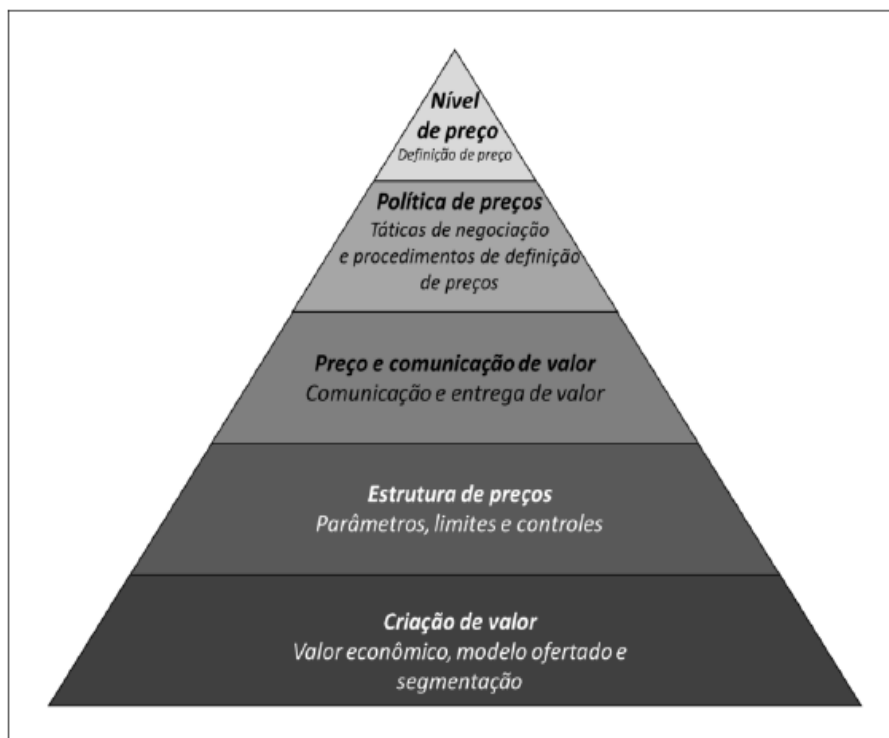 Nível
de preço
Definição de preço
Política de preços
Táticas de negociação
e procedimentos de definição
de preços
Preço e comunicação de valor
Comunicação e entrega de valor
Estrutura de preços
Parâmetros, limites e controles
Criação de valor
Valor econômico, modelo ofertado e
segmentação